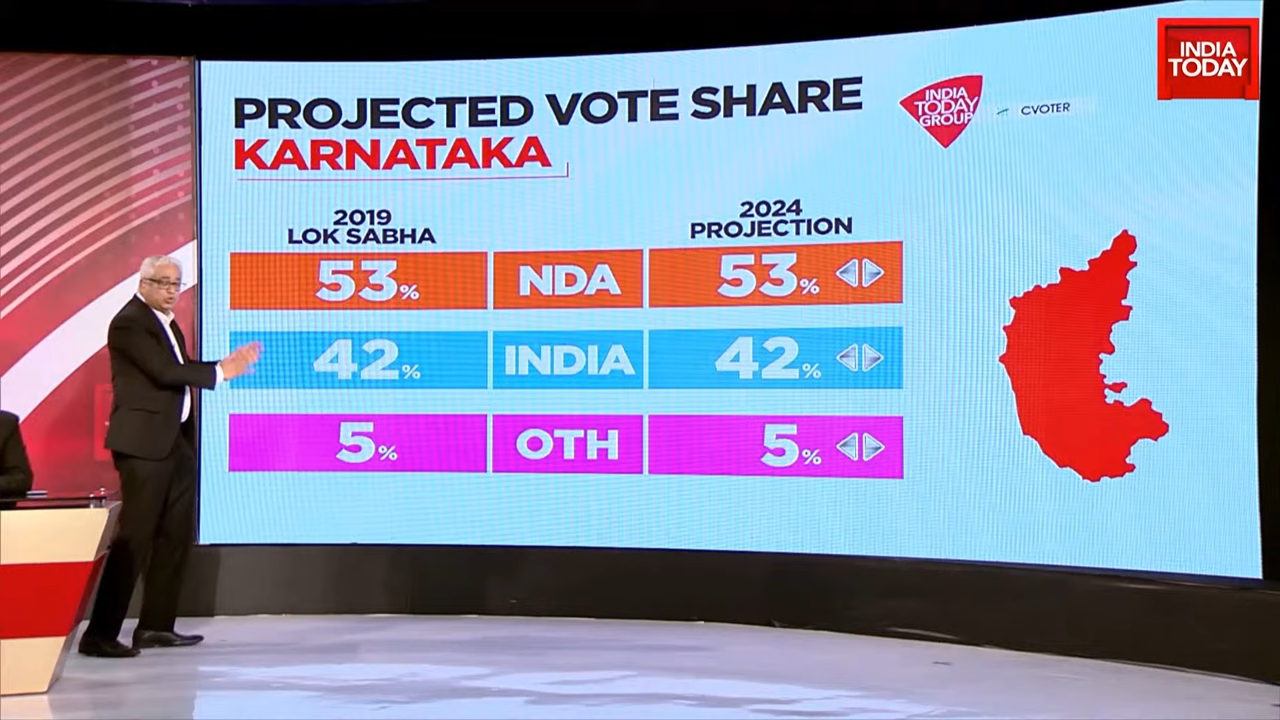 INDIA
TODAY
PROJECTED VOTE SHARE
KARNATAKA
INDIA
TODAY
GROUP
CVOTER
2019
LOK SABHA
2024
PROJECTION
53% NDA 53%
42% INDIA 42%
5% OTH 5%